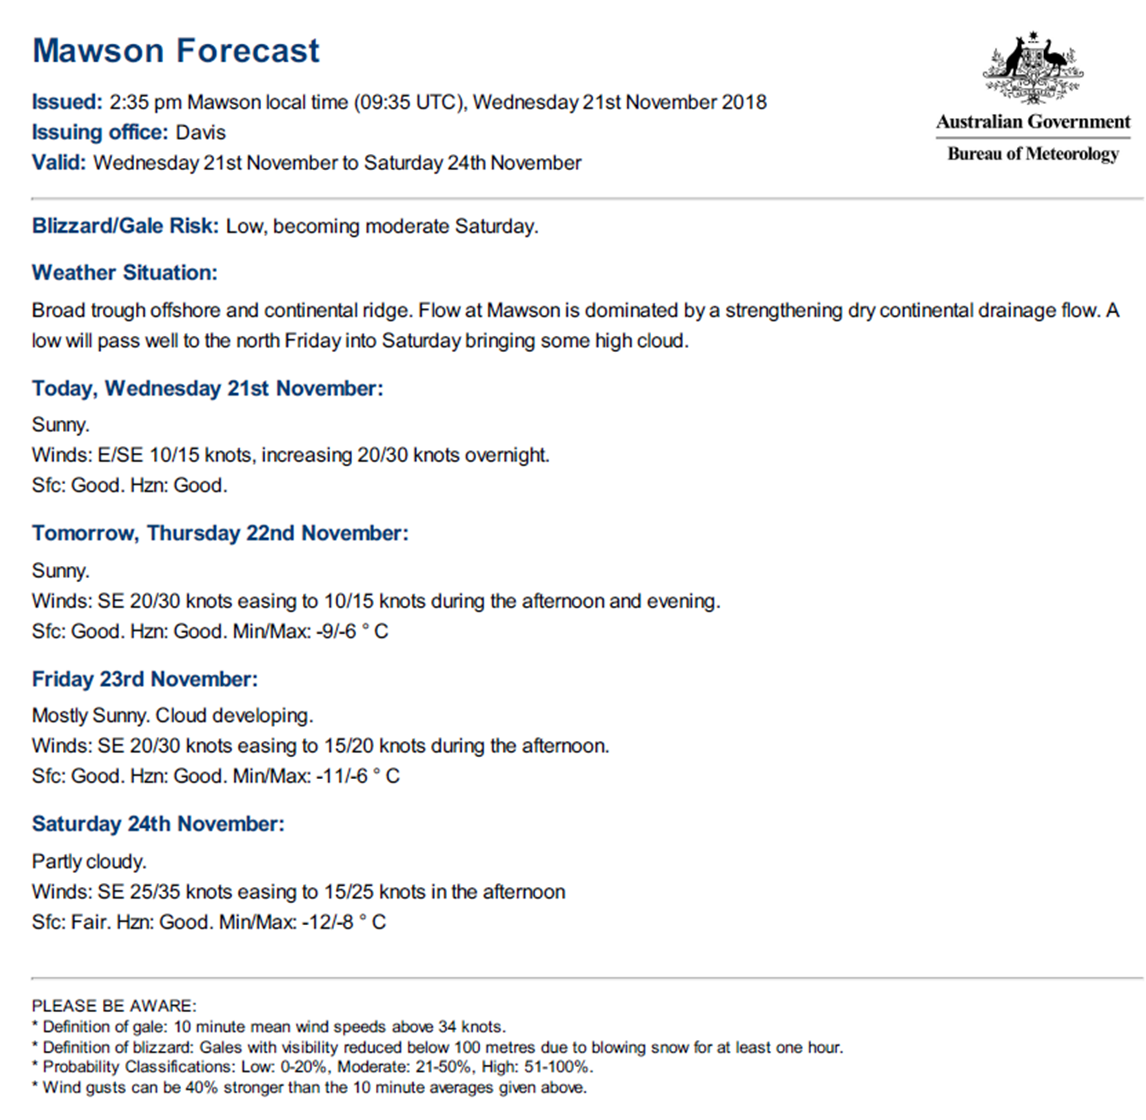 Mawson Forecast
Issued: 2:35 pm Mawson local time (09:35 UTC), Wednesday 21st November 2018
Issuing office: Davis
Valid: Wednesday 21st November to Saturday 24th November
Australian Government
Bureau of Meteorology
Blizzard/Gale Risk: Low, becoming moderate Saturday.
Weather Situation:
Broad trough offshore and continental ridge. Flow at Mawson is dominated by a strengthening dry continental drainage flow. A
low will pass well to the north Friday into Saturday bringing some high cloud.
Today, Wednesday 21st November:
Sunny.
Winds: E/SE 10/15 knots, increasing 20/30 knots overnight.
Sfc: Good. Hzn: Good.
Tomorrow, Thursday 22nd November:
Sunny.
Winds: SE 20/30 knots easing to 10/15 knots during the afternoon and evening.
Sfc: Good. Hzn: Good. Min/Max: -9/-6 ° C
Friday 23rd November:
Mostly Sunny. Cloud developing.
Winds: SE 20/30 knots easing to 15/20 knots during the afternoon.
Sfc: Good. Hzn: Good. Min/Max: -11/-6 ° C
Saturday 24th November:
Partly cloudy.
Winds: SE 25/35 knots easing to 15/25 knots in the afternoon
Sfc: Fair. Hzn: Good. Min/Max: -12/-8 ° C
PLEASE BE AWARE:
* Definition of gale: 10 minute mean wind speeds above 34 knots.
* Definition of blizzard: Gales with visibility reduced below 100 metres due to blowing snow for at least one hour.
* Probability Classifications: Low: 0-20%, Moderate: 21-50%, High: 51-100%.
* Wind gusts can be 40% stronger than the 10 minute averages given above.